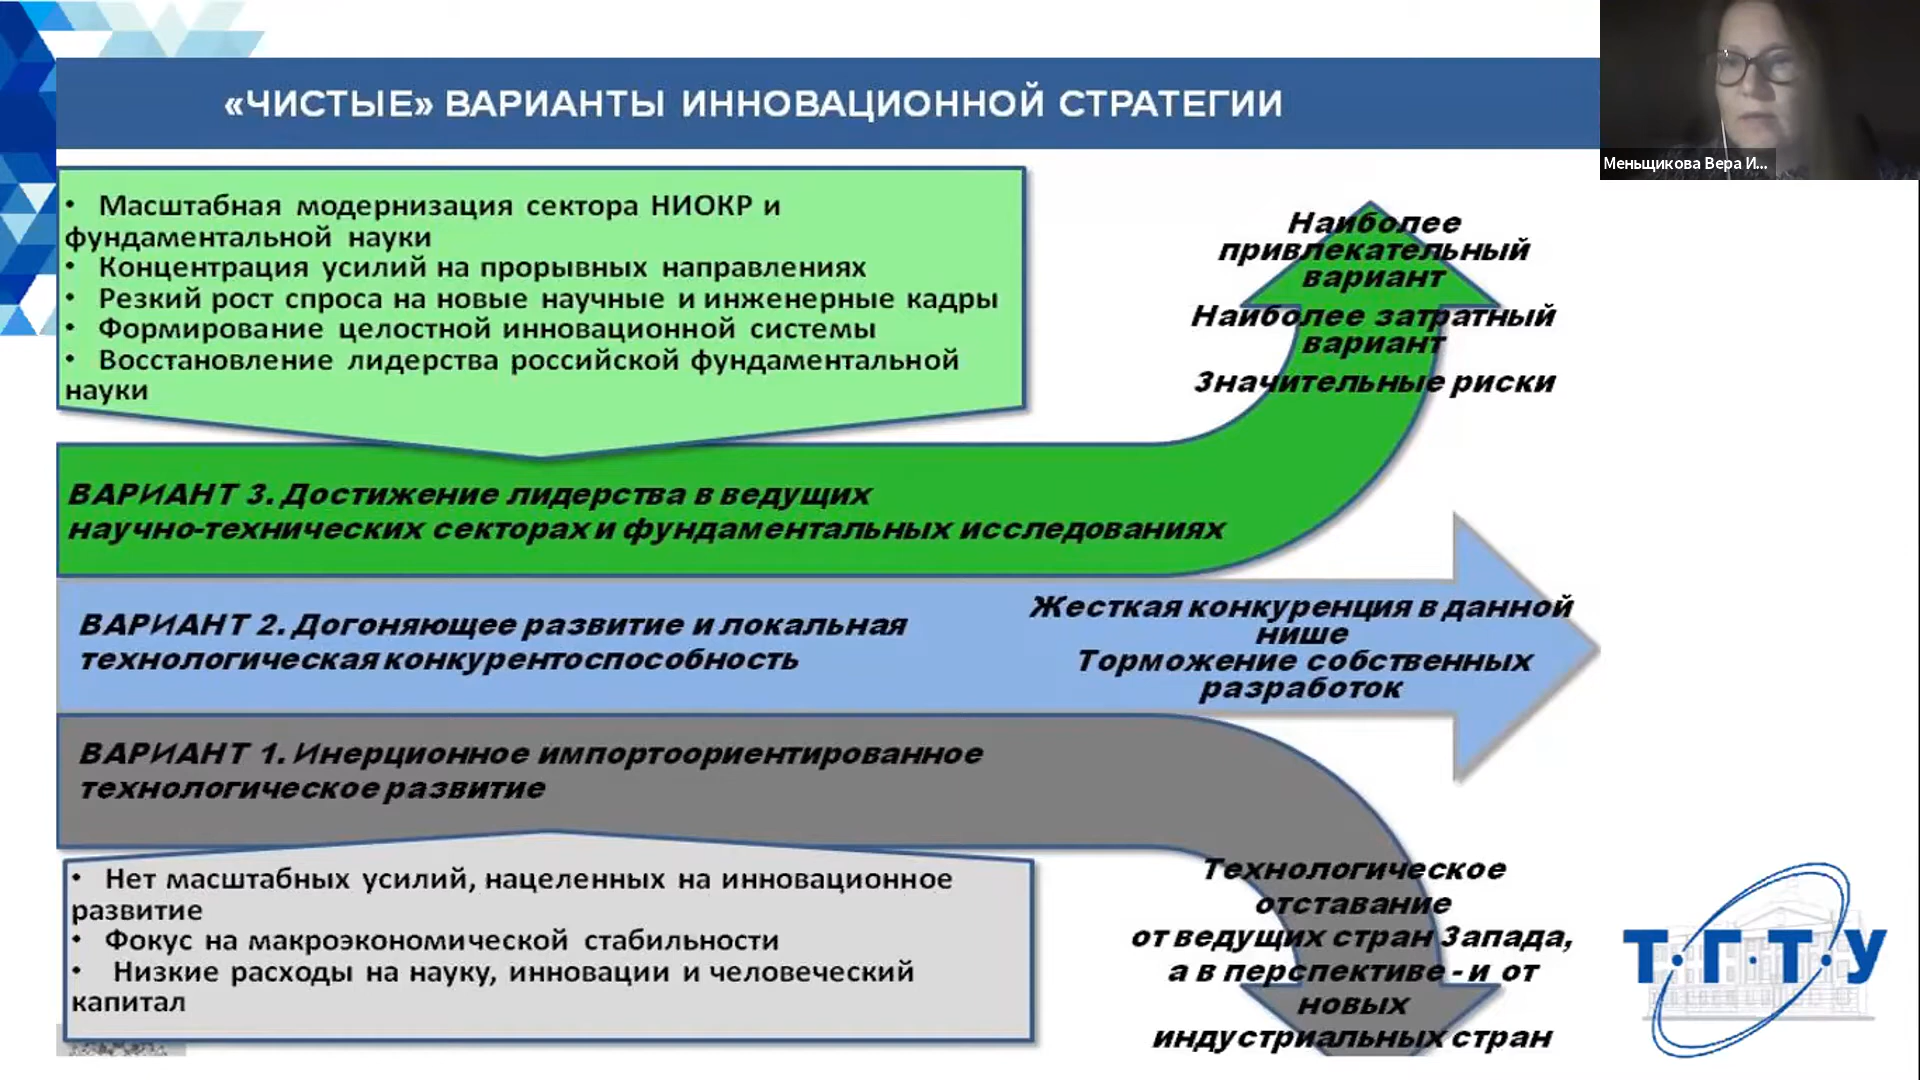 «ЧИСТЫЕ» ВАРИАНТЫ ИННОВАЦИОННОЙ СТРАТЕГИИ
Меньщикова Вера И...
• Масштабная модернизация сектора НИОКР и
фундаментальной науки
• Концентрация усилий на прорывных направлениях
• Резкий рост спроса на новые научные и инженерные кадры
• Формирование целостной инновационной системы
• Восстановление лидерства российской фундаментальной
науки
Наиболее
привлекательный
вариант
Наиболее затратный
вариант
Значительные риски
ВАРИАНТ 3. Достижение лидерства в ведущих
научно-технических секторах и фундаментальных исследованиях
ВАРИАНТ 2. Догоняющее развитие и локальная
технологическая конкурентоспособность
Жесткая конкуренция в данной
нише
Торможение собственных
разработок
ВАРИАНТ 1. Инерционное импортоориентированное
технологическое развитие
• Нет масштабных усилий, нацеленных на инновационное
развитие
• Фокус на макроэкономической стабильности
• Низкие расходы на науку, инновации и человеческий
капитал
Технологическое
отставание
от ведущих стран Запада,
а в перспективе - и от
новых
индустриальных стран
Т·Г·Т·У